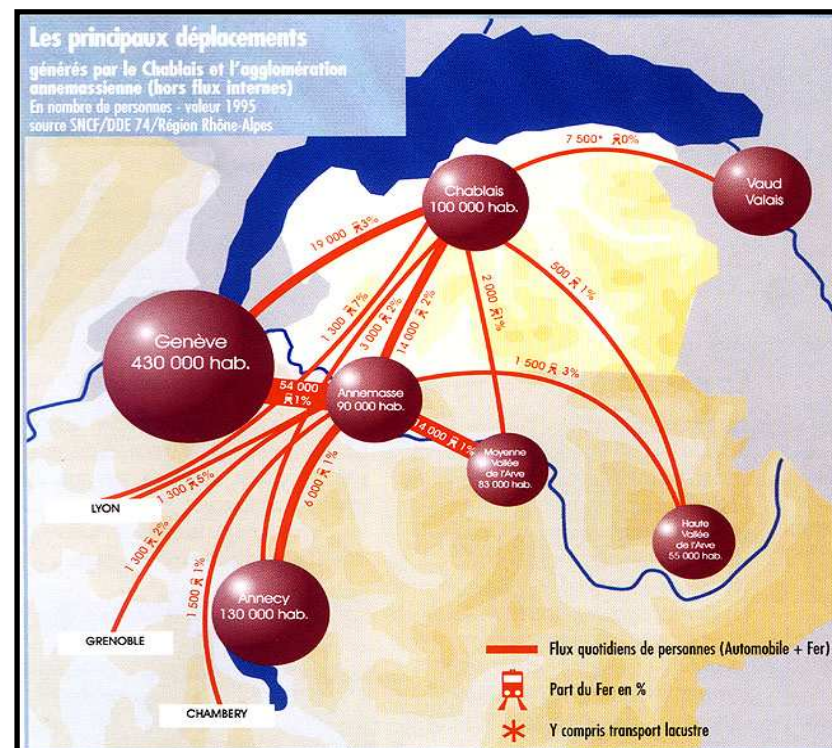 Les principaux déplacements
générés par le Chablais et l'agglomération
annemassienne (hors flux internes)
En nombre de personnes - valeur 1995
source SNCF/DDE 74/Région Rhône-Alpes
7 500* 0%
Chablais
100 000 hab.
Vaud
Valais
19 000 3%
1 300 7%
3 000 2%
14 000 2%
2 000 1%
500 1%
Genève
430 000 hab.
54 000
1%
Annemasse
90 000 hab.
1 500 3%
14 000 1%
Moyenne
Vallée
de l'Arve
83 000 hab.
6 000 1%
1 300 5%
LYON
1 300 2%
Haute
Vallée
de l'Arve
55 000 hab.
1 500 1%
Annecy
130 000 hab.
GRENOBLE
CHAMBERY
Flux quotidiens de personnes (Automobile + Fer)
Part du Fer en %
* Y compris transport lacustre